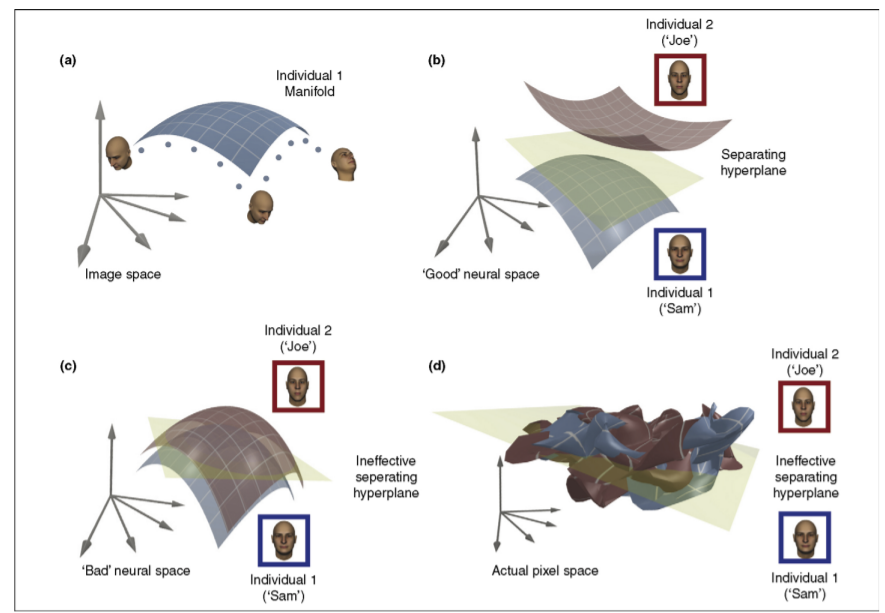 (a)
Individual 1
Manifold
Image space
(b)
Individual 2
('Joe')
Separating
hyperplane
'Good' neural space
Individual 1
('Sam')
(c)
Individual 2
('Joe')
Ineffective
seperating
hyperplane
'Bad' neural space
Individual 1
('Sam')
(d)
Individual 2
('Joe')
Ineffective
separating
hyperplane
Actual pixel space
Individual 1
('Sam')